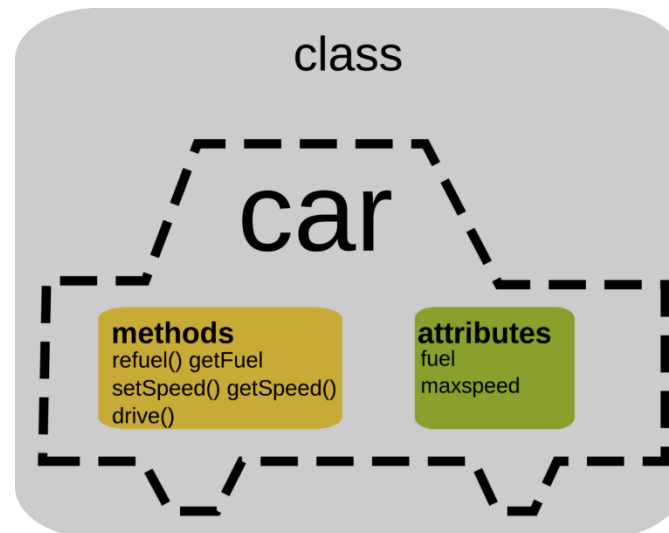 class
car
methods
refuel() getFuel
setSpeed() getSpeed()
drive()
attributes
fuel
maxspeed